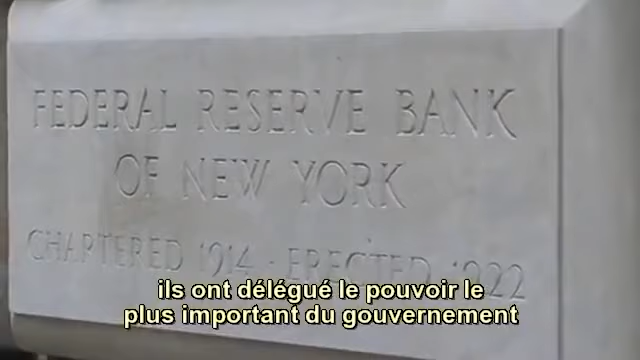 FEDERAL RESERVE BANK
OF NEW YORK
CHARTERED 1914 · ERECTED 1922
ils ont délégué le pouvoir le
plus important du gouvernement